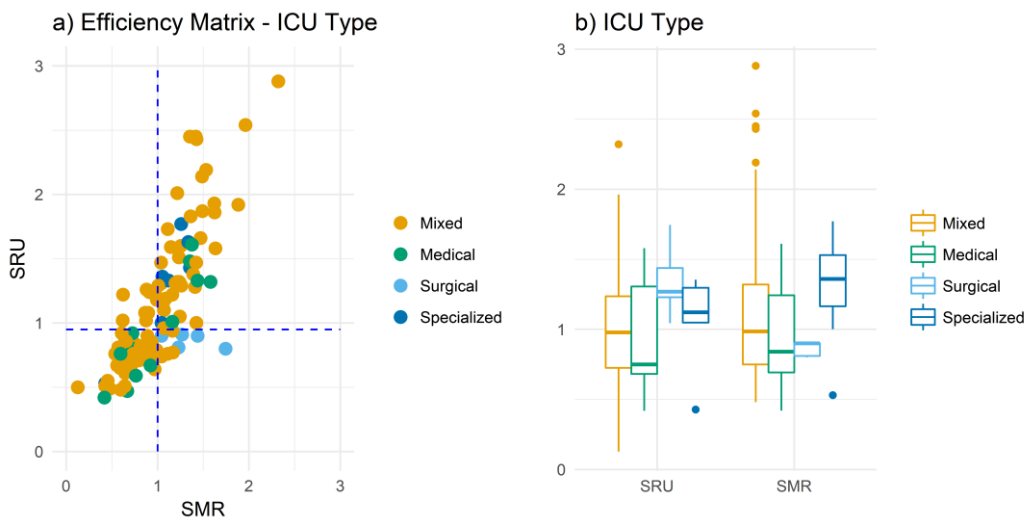 a) Efficiency Matrix - ICU Type
3
2
1
0
SRU
0
1
2
3
SMR
Mixed
Medical
Surgical
Specialized
b) ICU Type
3
2
1
0
SRU
SMR
Mixed
Medical
Surgical
Specialized